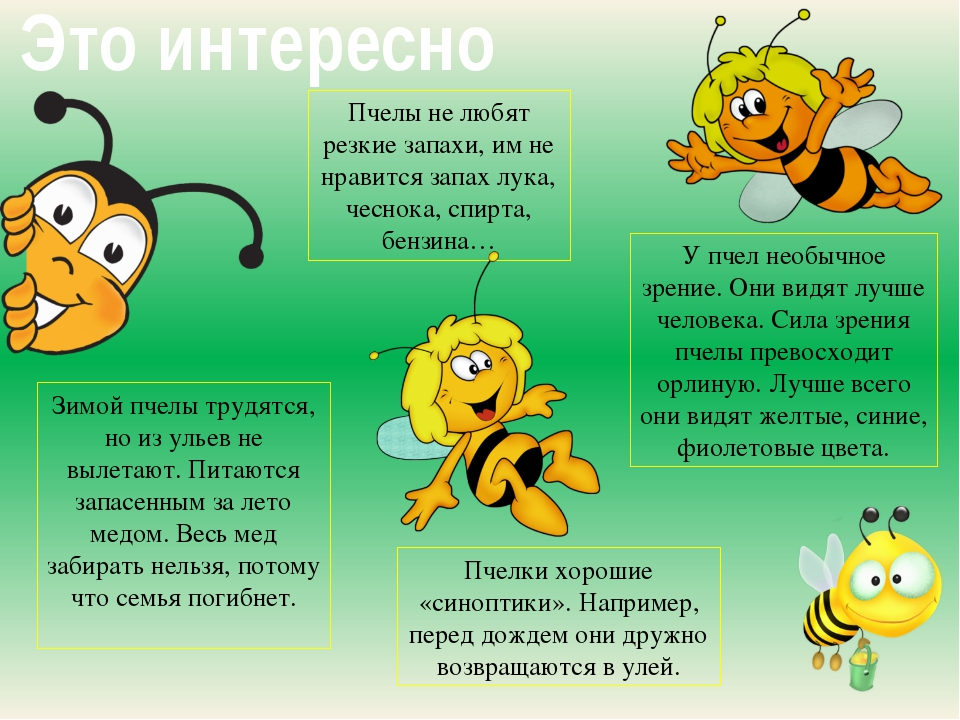 Это интересно
Пчелы не любят
резкие запахи, им не
нравится запах лука,
чеснока, спирта,
бензина…
У пчел необычное
зрение. Они видят лучше
человека. Сила зрения
пчелы превосходит
орлиную. Лучше всего
они видят желтые, синие,
фиолетовые цвета.
Зимой пчелы трудятся,
но из ульев не
вылетают. Питаются
запасенным за лето
медом. Весь мед
забирать нельзя, потому
что семья погибнет.
Пчелки хорошие
«синоптики». Например,
перед дождем они дружно
возвращаются в улей.